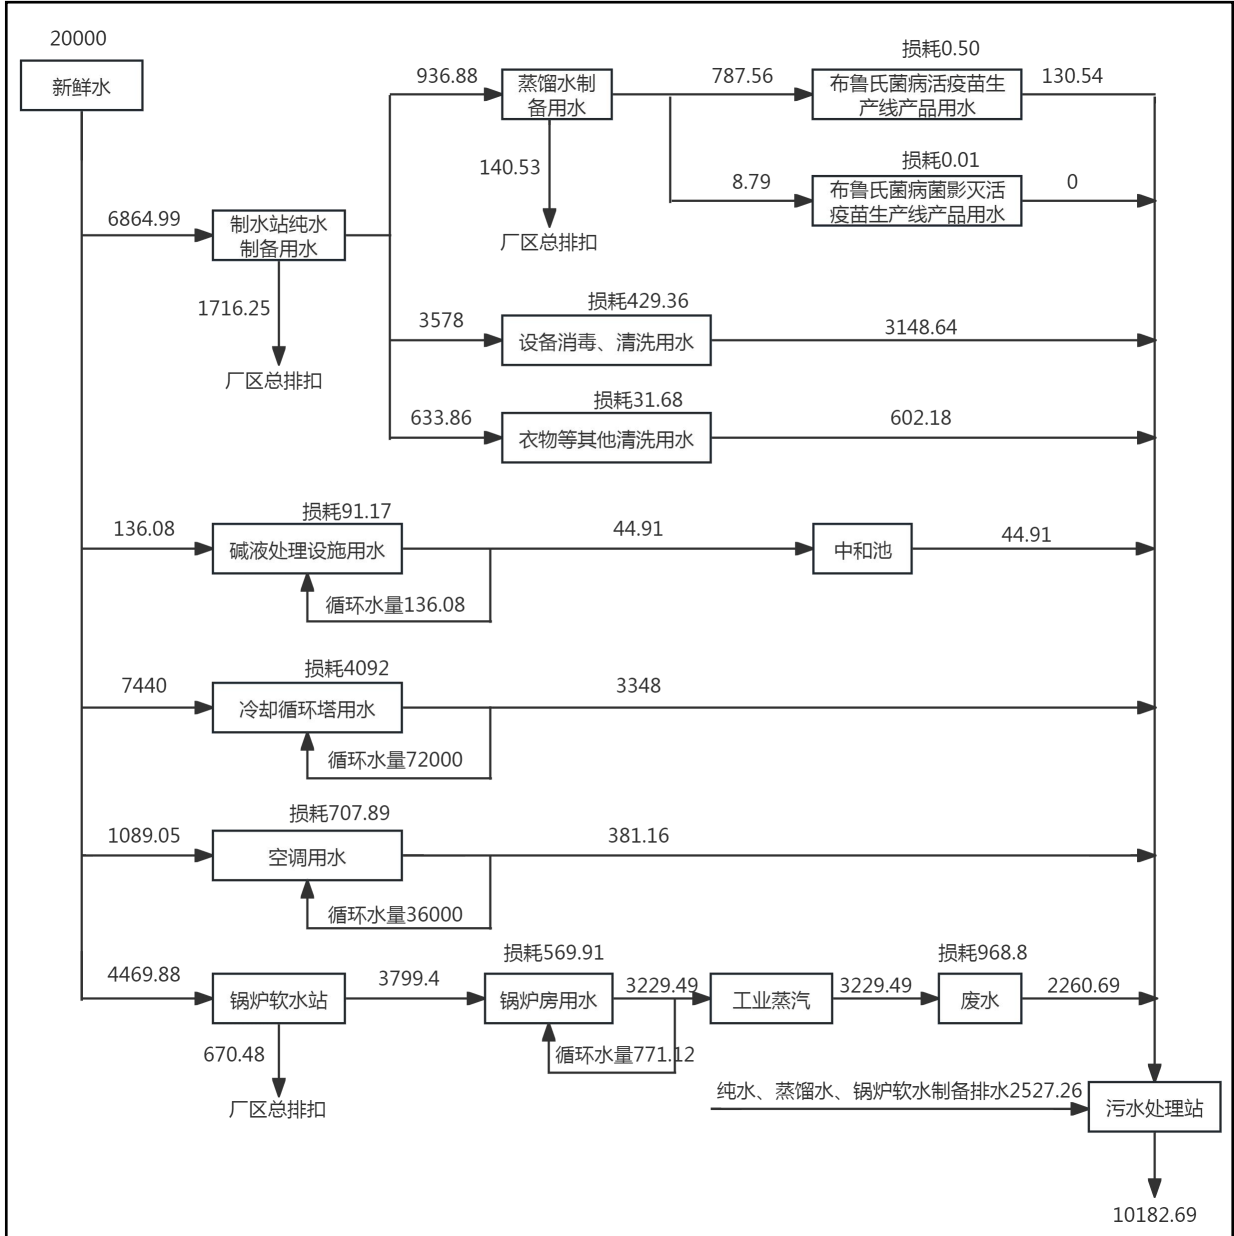 20000
新鲜水
损耗0.50
936.88
蒸馏水制
备用水
787.56
布鲁氏菌病活疫苗生
产线产品用水
130.54
140.53
厂区总排扣
损耗0.01
8.79
布鲁氏菌病菌影灭活
疫苗生产线产品用水
0
6864.99
制水站纯水
制备用水
1716.25
厂区总排扣
损耗429.36
3578
设备消毒、清洗用水
3148.64
损耗31.68
633.86
衣物等其他清洗用水
602.18
损耗91.17
136.08
碱液处理设施用水
44.91
中和池
44.91
循环水量136.08
损耗4092
7440
冷却循环塔用水
3348
循环水量72000
损耗707.89
1089.05
空调用水
381.16
循环水量36000
损耗569.91
损耗968.8
4469.88
锅炉软水站
3799.4
锅炉房用水
3229.49
工业蒸汽
3229.49
废水
2260.69
670.48
厂区总排扣
循环水量771.12
纯水、蒸馏水、锅炉软水制备排水2527.26
污水处理站
10182.69